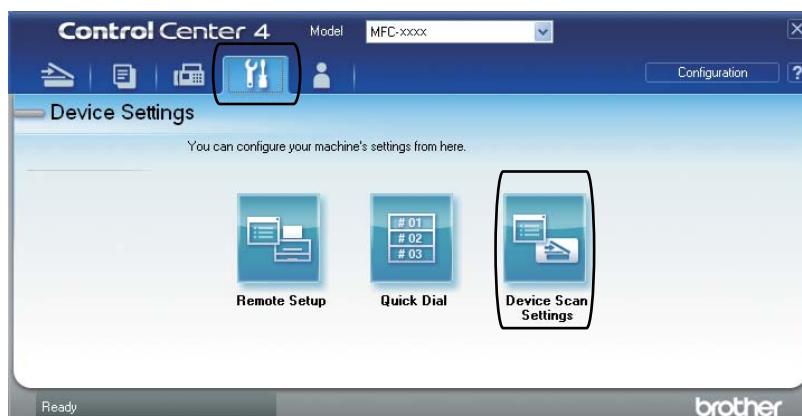 Control Center 4 Model MFC-xxxx
Configuration ?
Device Settings
You can configure your machine's settings from here.
# 01
# 02
# 03
Remote Setup Quick Dial Device Scan
Settings
Ready brother